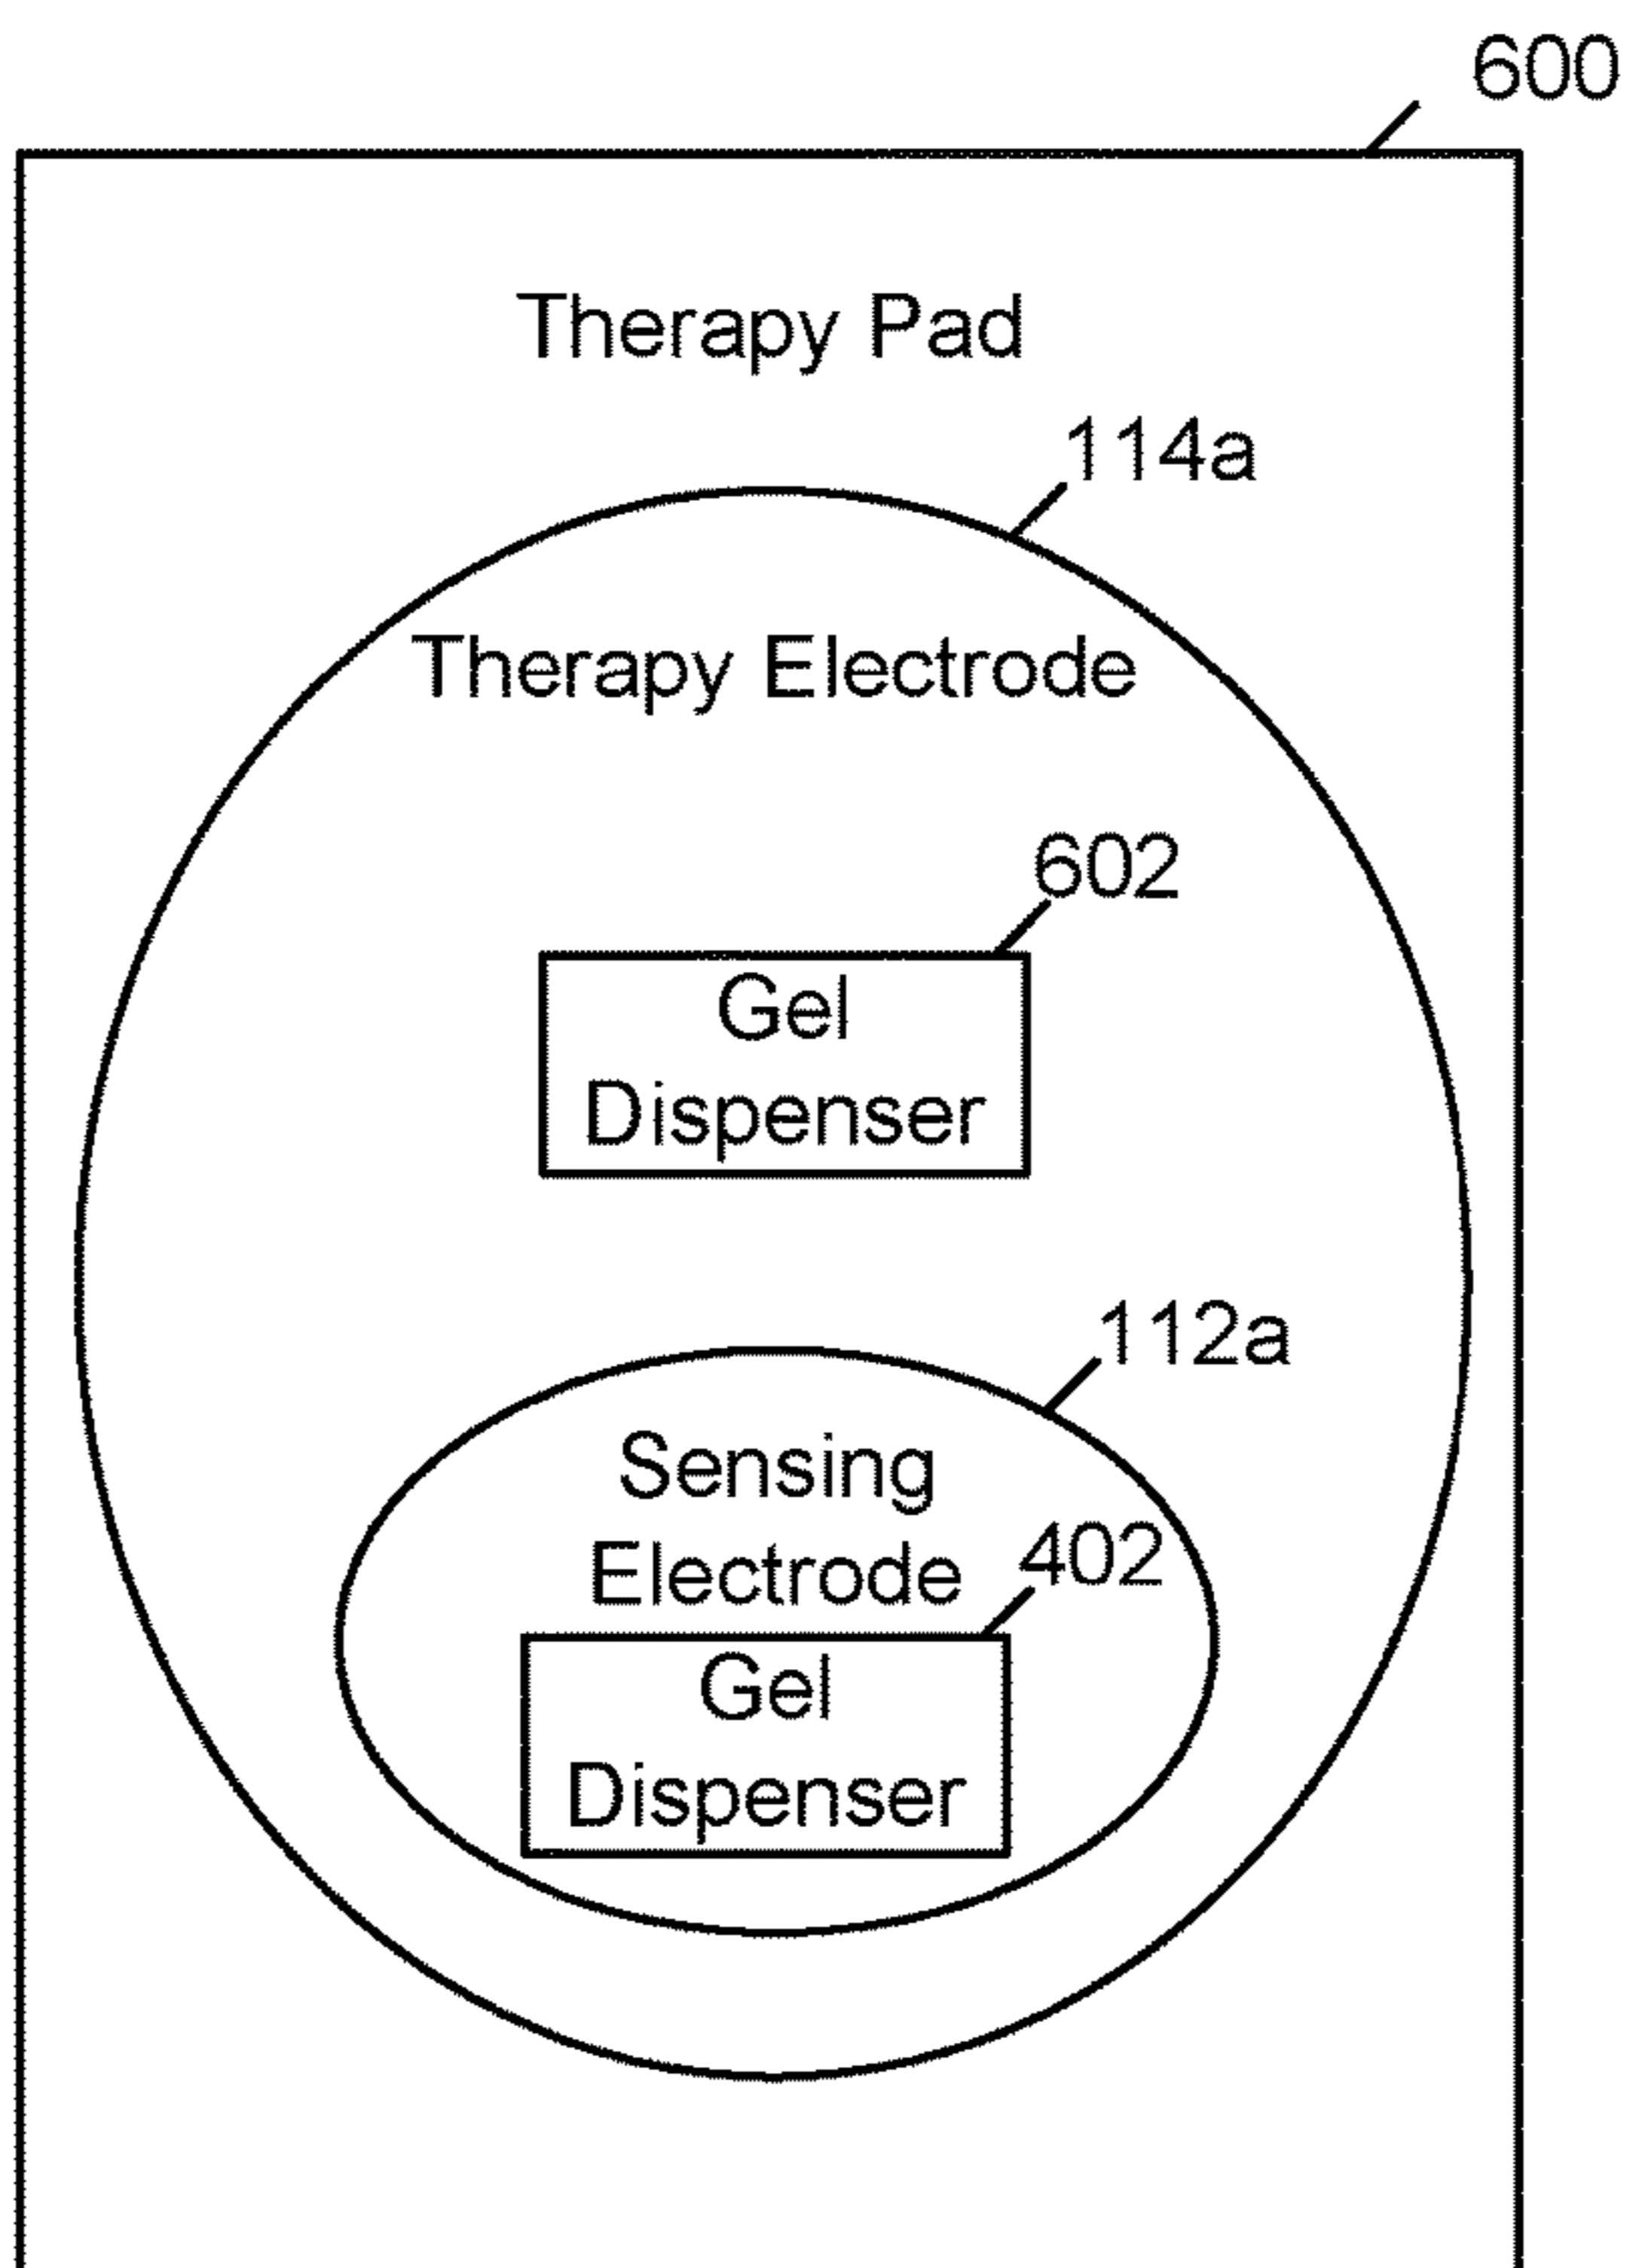 600
Therapy Pad
114a
Therapy Electrode
602
Gel
Dispenser
112a
Sensing
Electrode
402
Gel
Dispenser